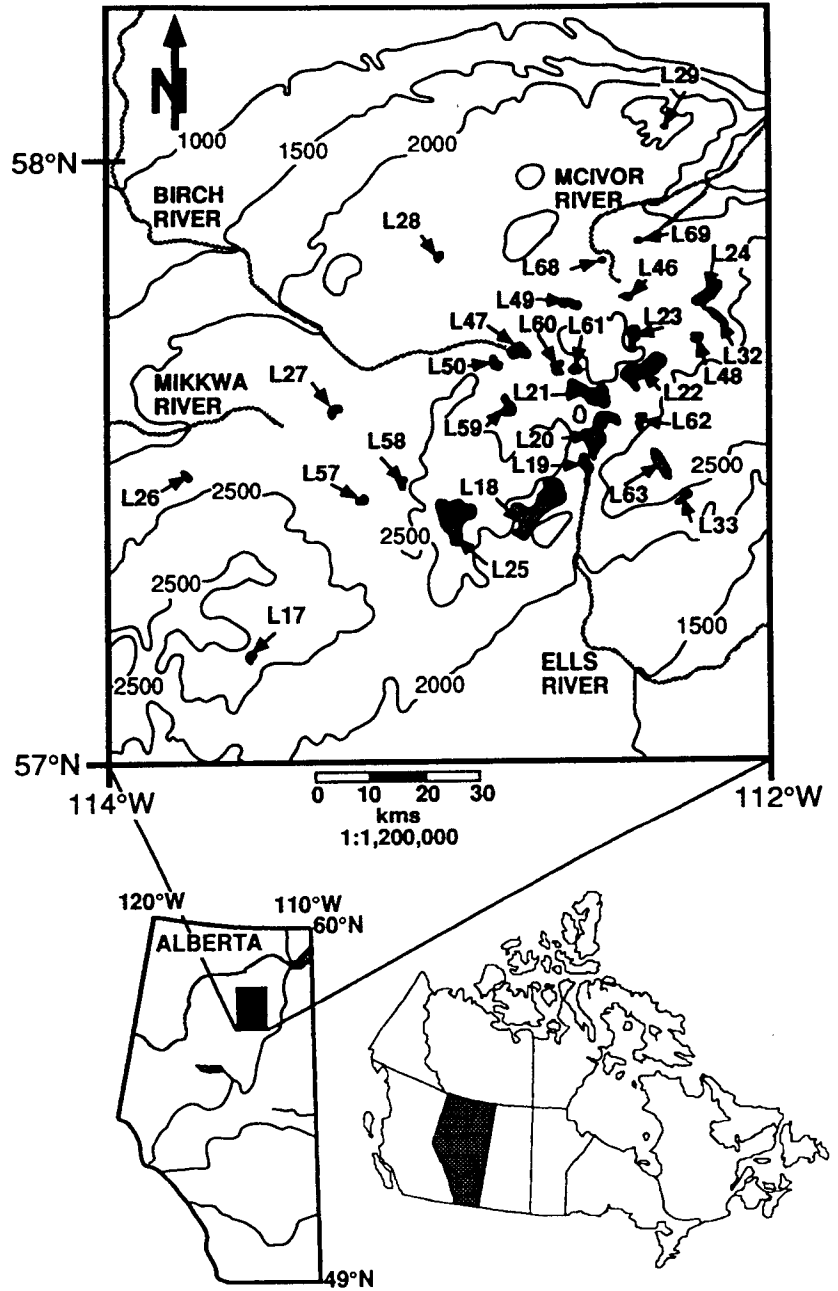 N
L29
1000
1500
2000
58°N
MCIVOR
RIVER
BIRCH
RIVER
L28
L69
L68
L46
L24
L49
L47
L60
L61
L23
L50
L32
L48
L27
L21
L22
MIKKWA
RIVER
L59
L62
L58
L20
L19
2500
L26
L57
L18
L63
2500
L33
2500
L25
2500
L17
1500
ELLS
RIVER
2500
2000
57°N
114°W
112°W
0 10 20 30
kms
1:1,200,000
120°W
110°W
60°N
ALBERTA
49°N